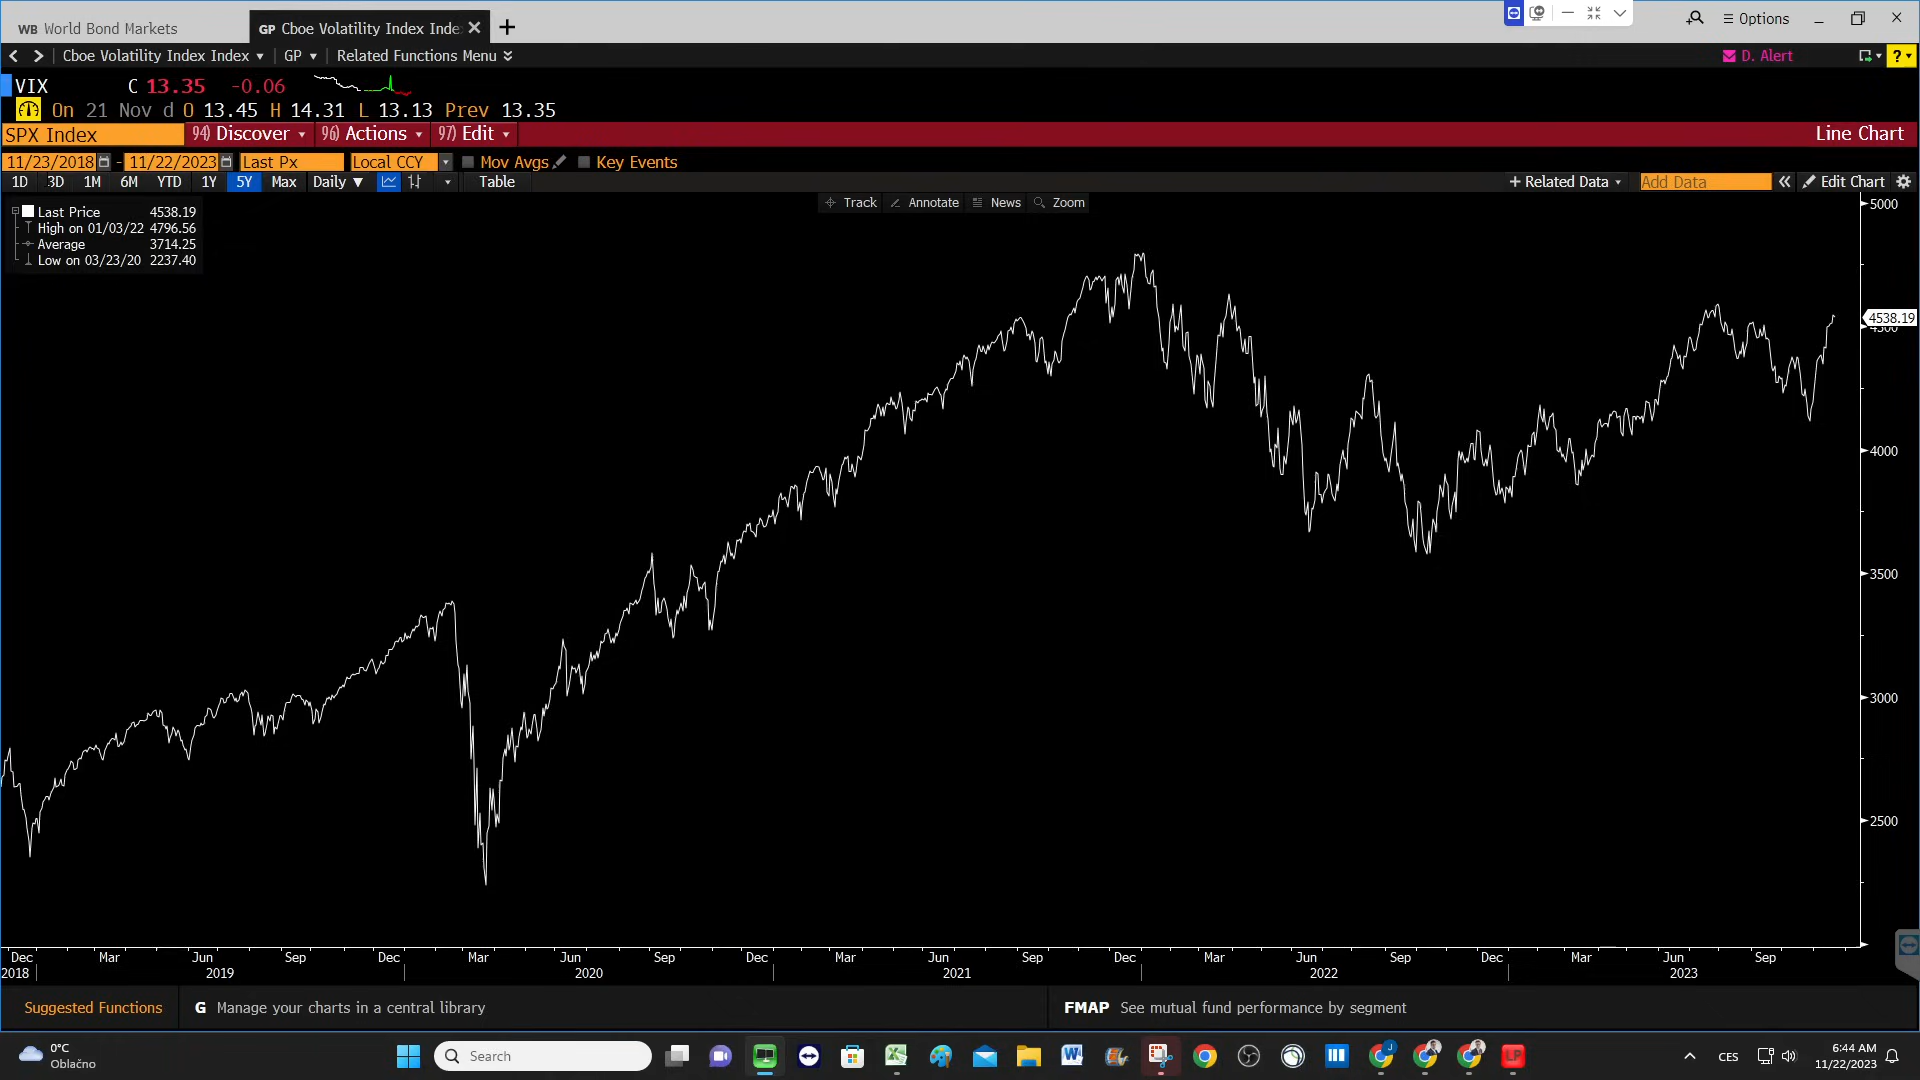 WB World Bond Markets
GP Cboe Volatility Index Inde
Options
Cboe Volatility Index Index GP Related Functions Menu
D. Alert
?
VIX C 13.35 -0.06
On 21 Nov d O 13.45 H 14.31 L 13.13 Prev 13.35
SPX Index 94) Discover 96) Actions 97) Edit Line Chart
11/23/2018 - 11/22/2023 Last Px Local CCY Mov Avgs Key Events
1D 3D 1M 6M YTD 1Y 5Y Max Daily Table + Related Data Add Data Edit Chart
Track Annotate News Zoom
Last Price 4538.19
High on 01/03/22 4796.56
Average 3714.25
Low on 03/23/20 2237.40
5000
4538.19
4500
4000
3500
3000
2500
Dec Mar Jun Sep Dec Mar Jun Sep Dec Mar Jun Sep Dec Mar Jun Sep Dec Mar Jun Sep
2018 2019 2020 2021 2022 2023
Suggested Functions G Manage your charts in a central library FMAP See mutual fund performance by segment
0°C
Oblačno
Search
W
J
LP
CES
6:44 AM
11/22/2023